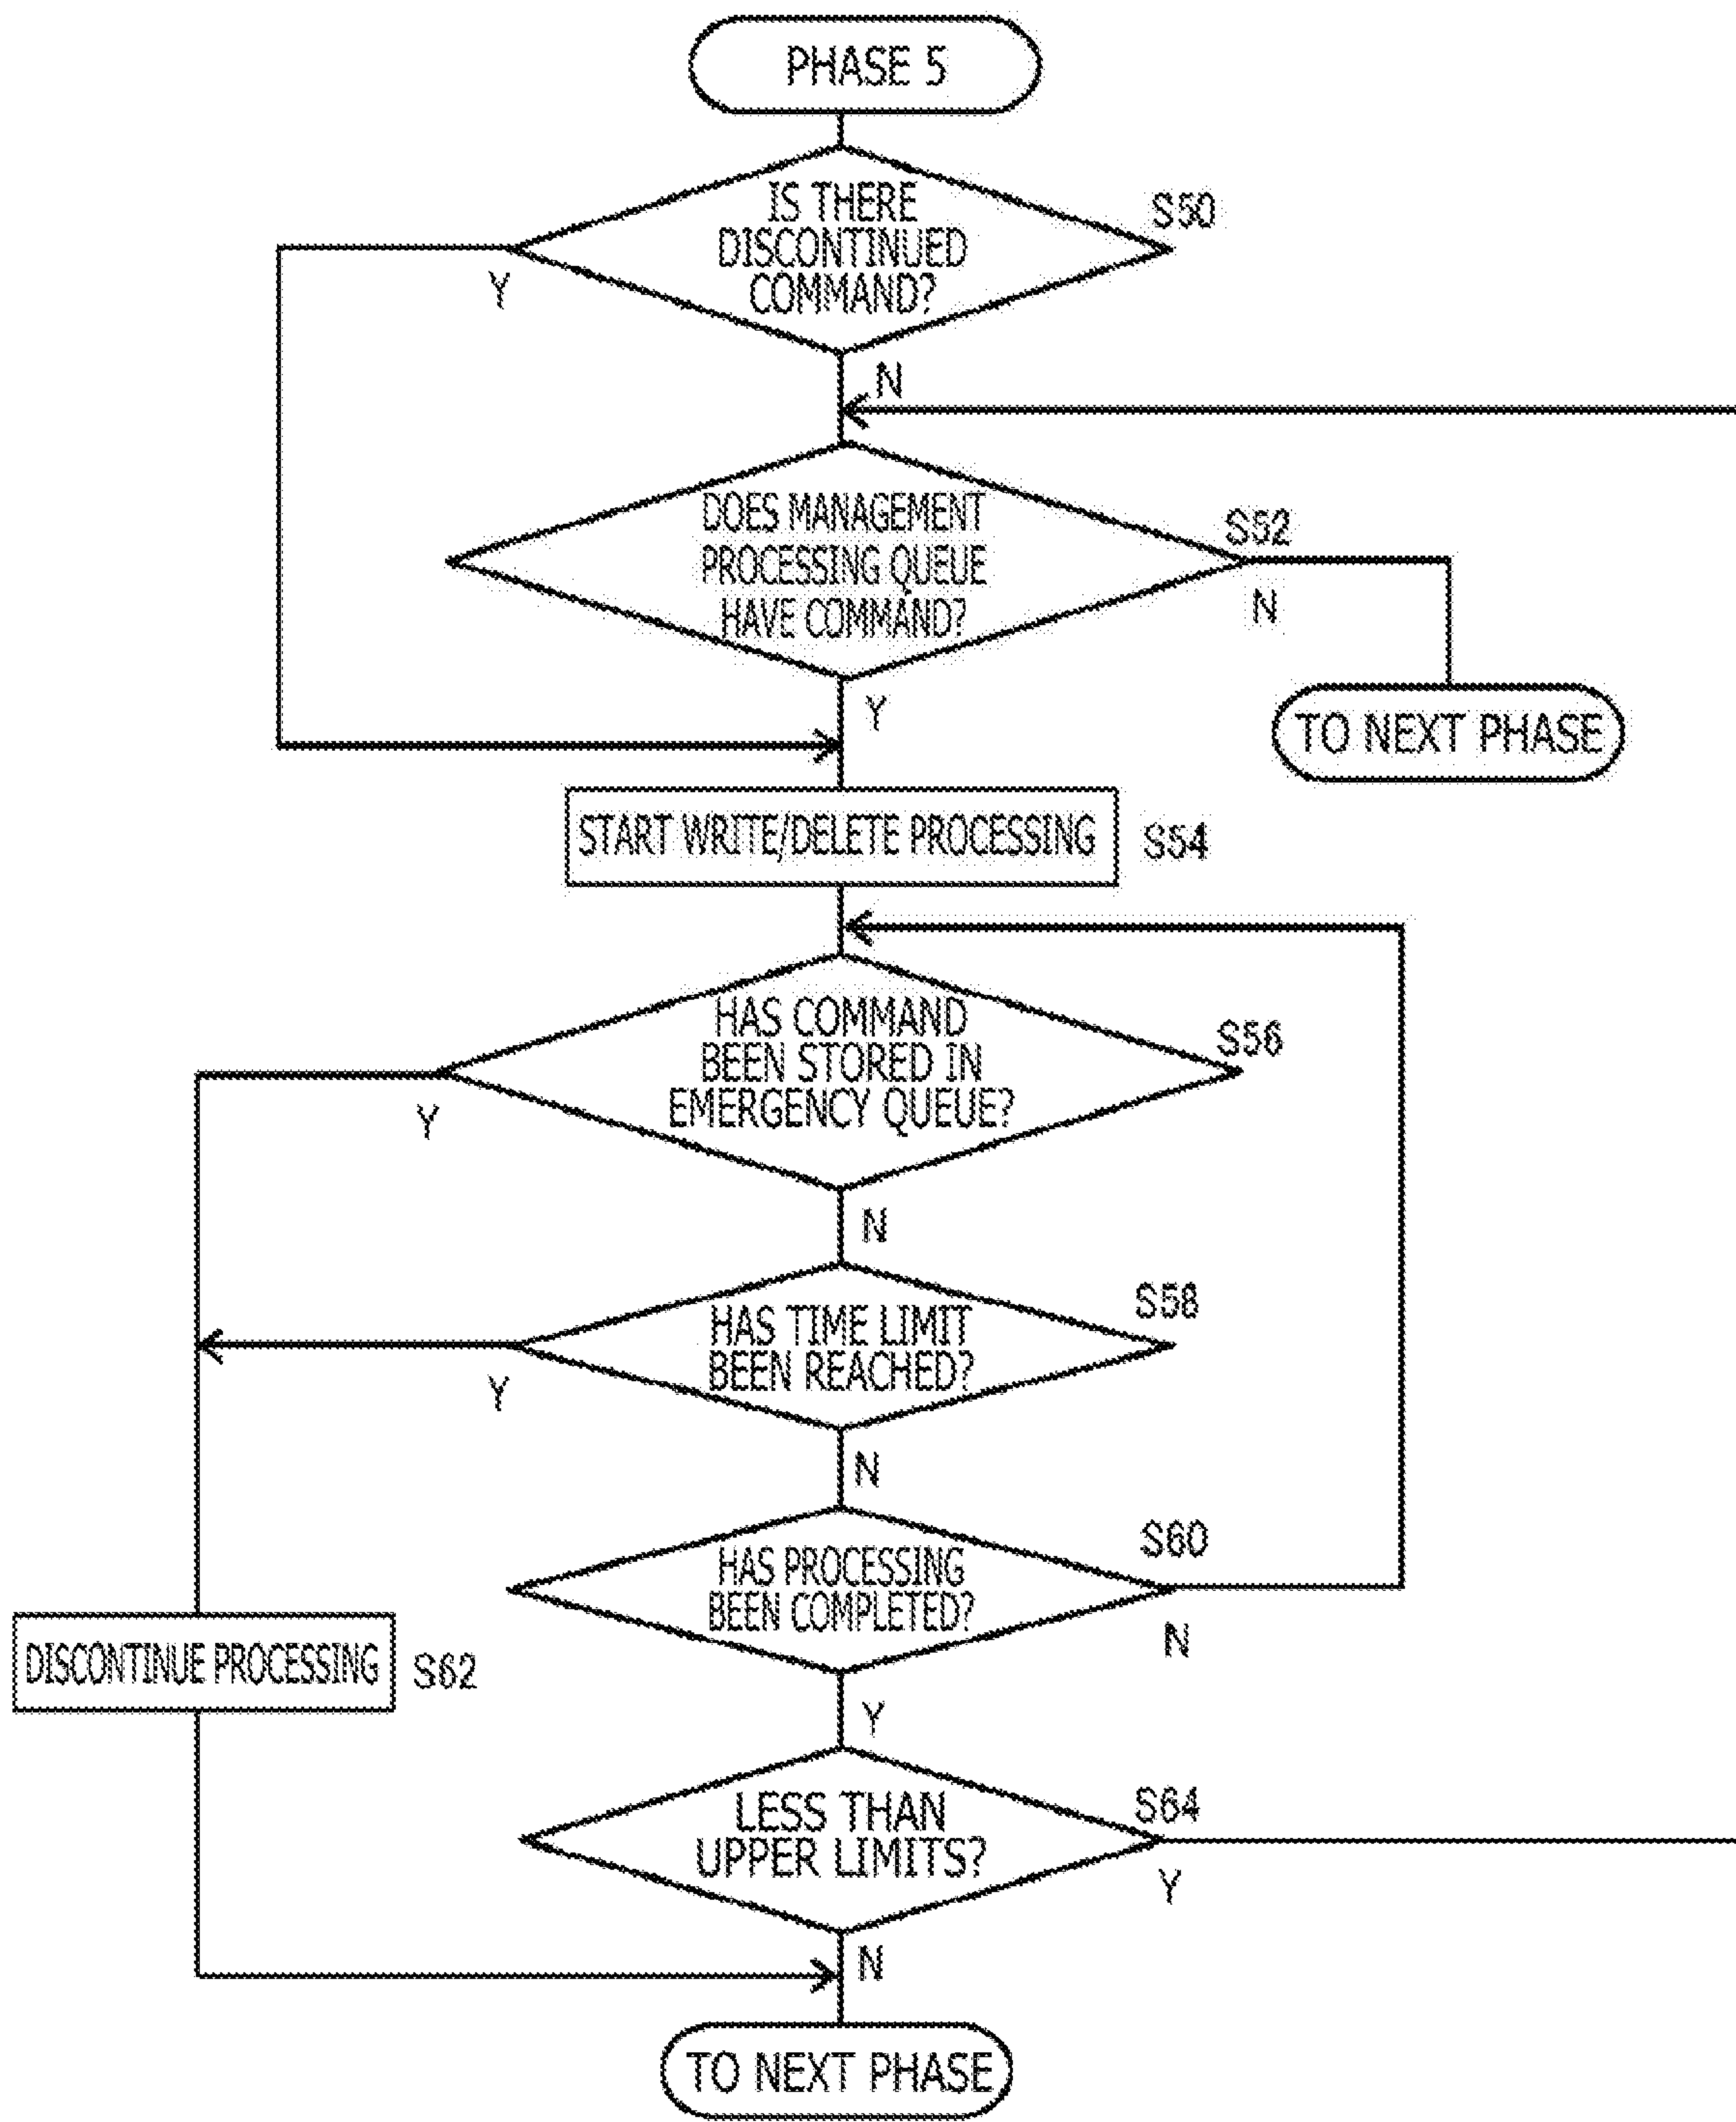 PHASE 5
IS THERE
DISCONTINUED
COMMAND?
S50
Y
N
DOES MANAGEMENT
PROCESSING QUEUE
HAVE COMMAND?
S52
N
Y
TO NEXT PHASE
START WRITE/DELETE PROCESSING
S54
HAS COMMAND
BEEN STORED IN
EMERGENCY QUEUE?
S56
Y
N
HAS TIME LIMIT
BEEN REACHED?
S58
Y
N
HAS PROCESSING
BEEN COMPLETED?
S60
N
DISCONTINUE PROCESSING
S62
Y
LESS THAN
UPPER LIMITS?
S64
Y
N
TO NEXT PHASE